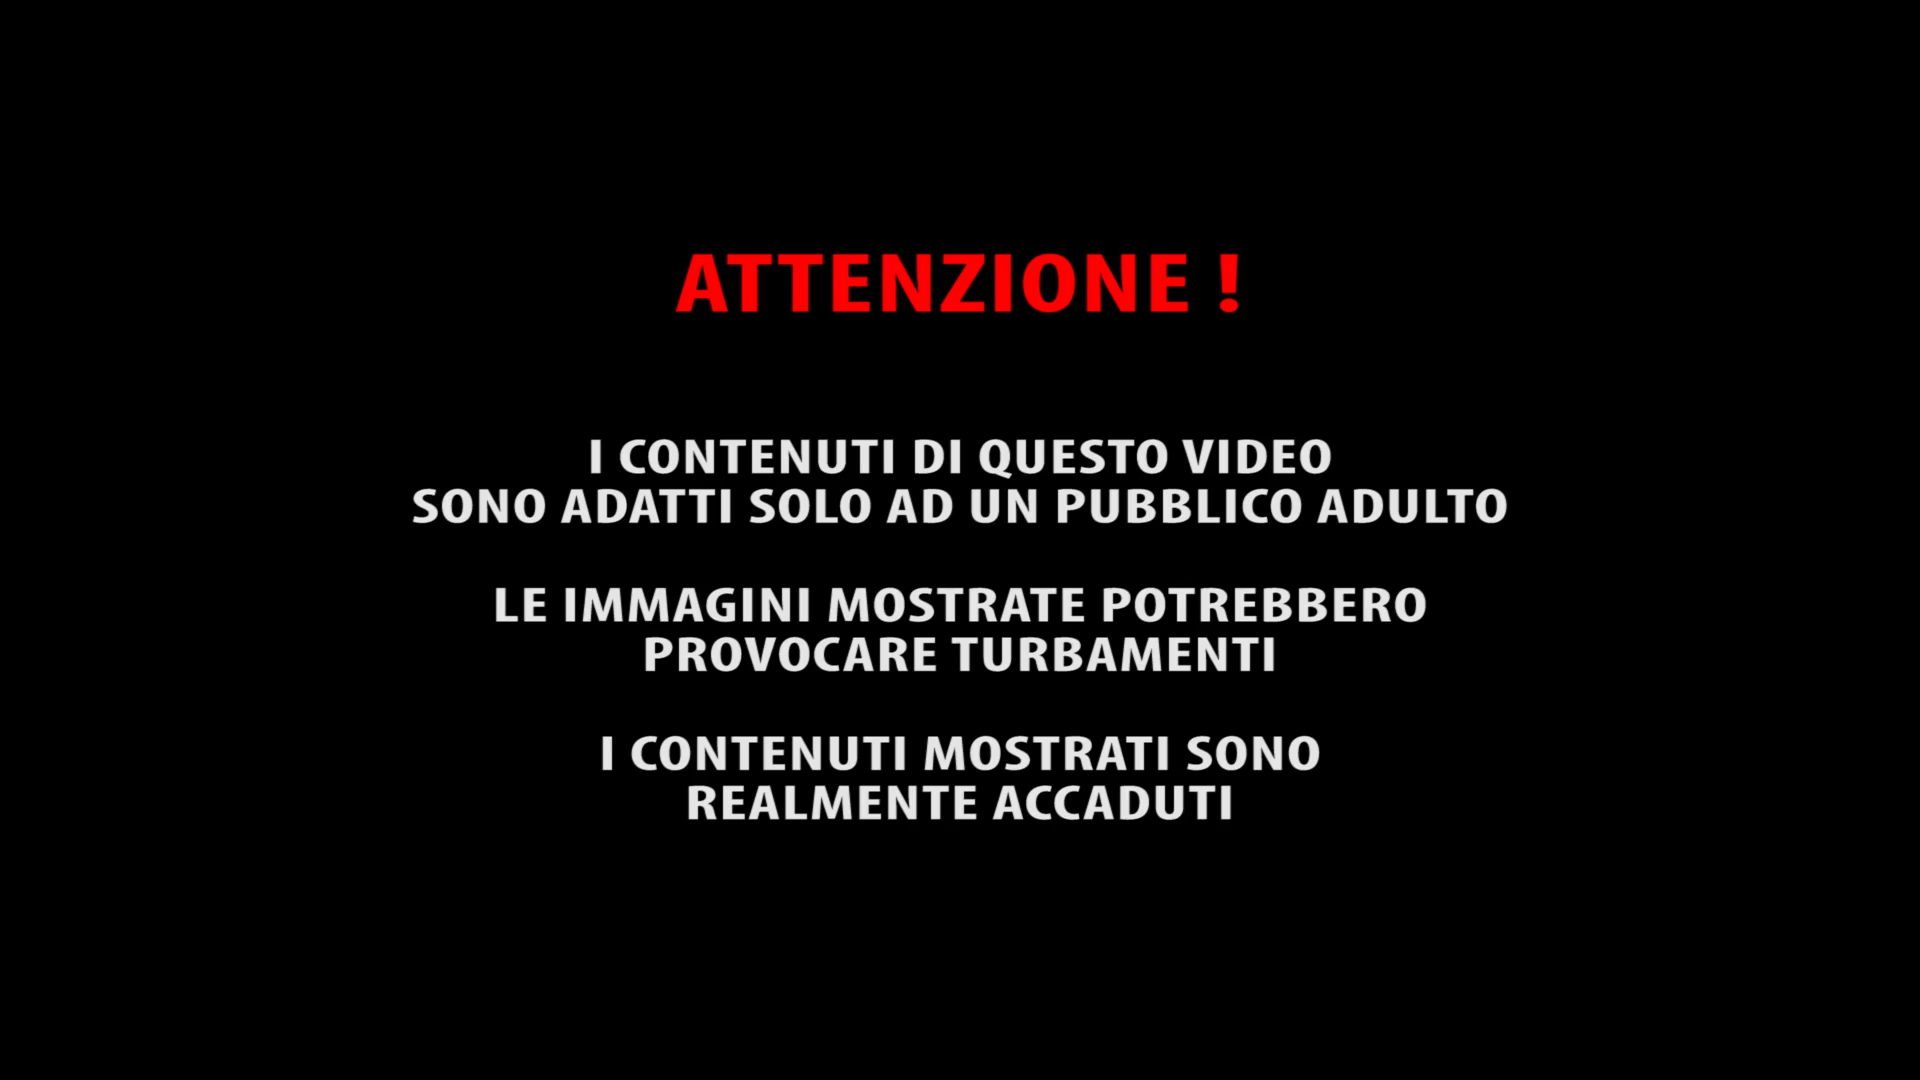 ATTENZIONE !
I CONTENUTI DI QUESTO VIDEO
SONO ADATTI SOLO AD UN PUBBLICO ADULTO
LE IMMAGINI MOSTRATE POTREBBERO
PROVOCARE TURBAMENTI
I CONTENUTI MOSTRATI SONO
REALMENTE ACCADUTI